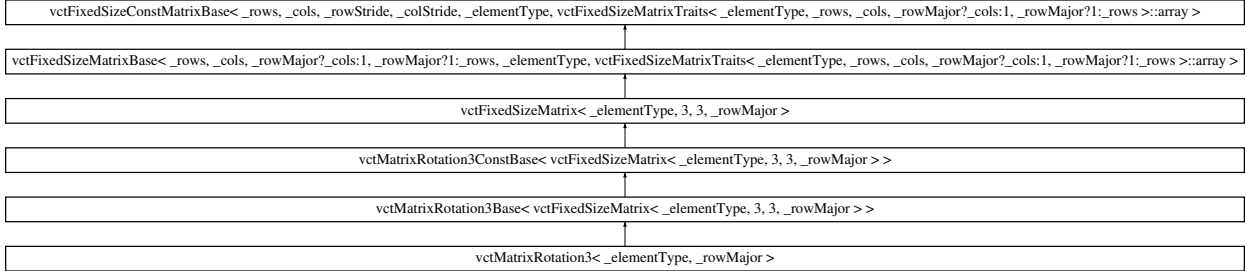 vctFixedSizeConstMatrixBase< _rows, _cols, _rowStride, _colStride, _elementType, vctFixedSizeMatrixTraits< _elementType, _rows, _cols, _rowMajor?_cols:1, _rowMajor?1:_rows >::array >
vctFixedSizeMatrixBase< _rows, _cols, _rowMajor?_cols:1, _rowMajor?1:_rows, _elementType, vctFixedSizeMatrixTraits< _elementType, _rows, _cols, _rowMajor?_cols:1, _rowMajor?1:_rows >::array >
vctFixedSizeMatrix< _elementType, 3, 3, _rowMajor >
vctMatrixRotation3ConstBase< vctFixedSizeMatrix< _elementType, 3, 3, _rowMajor > >
vctMatrixRotation3Base< vctFixedSizeMatrix< _elementType, 3, 3, _rowMajor > >
vctMatrixRotation3< _elementType, _rowMajor >